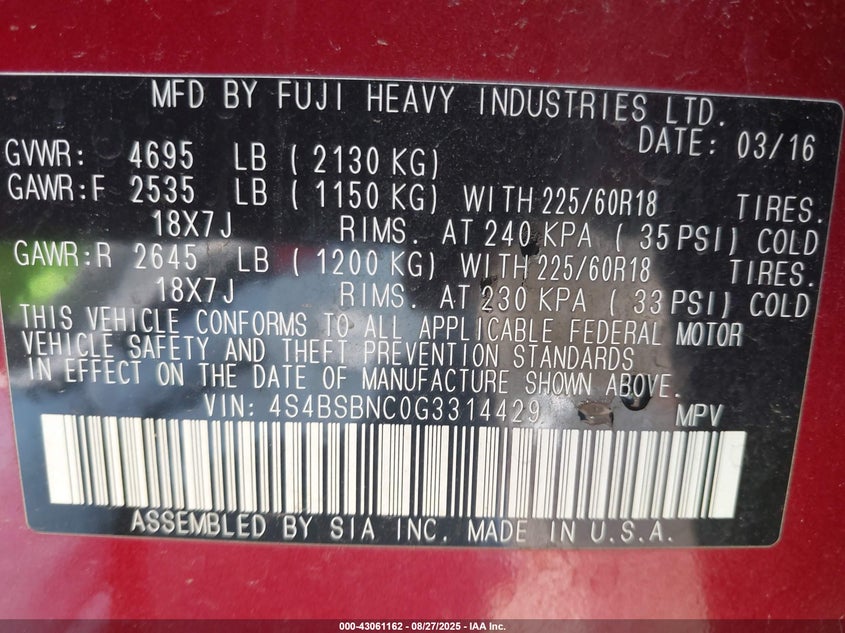 MFD BY FUJI HEAVY INDUSTRIES LTD.
DATE: 03/16
GVWR: 4695 LB ( 2130 KG)
GAWR:F 2535 LB ( 1150 KG) WITH 225/60R18 TIRES.
18X7J RIMS. AT 240 KPA ( 35 PSI) COLD
GAWR:R 2645 LB ( 1200 KG) WITH 225/60R18 TIRES.
18X7J RIMS. AT 230 KPA ( 33 PSI) COLD
THIS VEHICLE CONFORMS TO ALL APPLICABLE FEDERAL MOTOR
VEHICLE SAFETY AND THEFT PREVENTION STANDARDS
IN EFFECT ON THE DATE OF MANUFACTURE SHOWN ABOVE.
VIN: 4S4BSBNC0G3314429 MPV
ASSEMBLED BY SIA INC. MADE IN U.S.A.
000-43061162 - 08/27/2025 - IAA Inc.